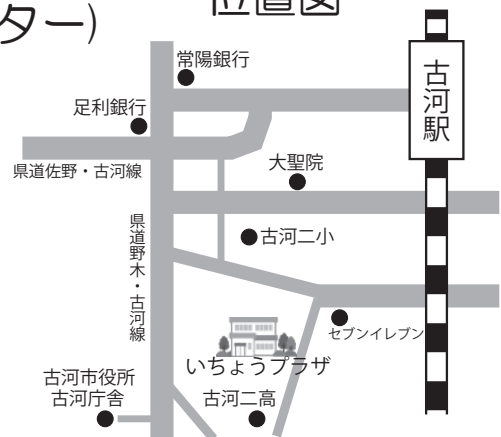 ター)
位置図
常陽銀行
古河駅
足利銀行
大聖院
県道佐野・古河線
県道野木・古河線
古河二小
セブンイレブン
いちょうプラザ
古河市役所
古河庁舎
古河二高